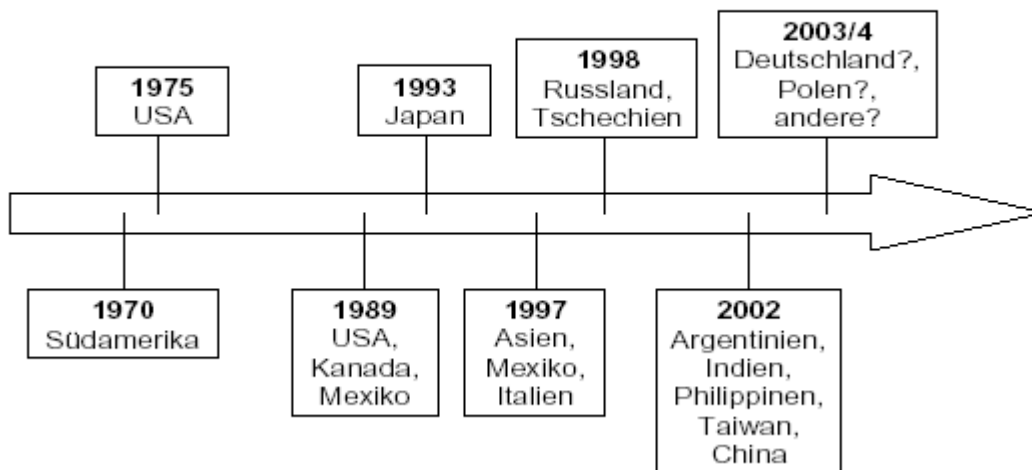 1975
USA
1993
Japan
1998
Russland,
Tschechien
2003/4
Deutschland?,
Polen?,
andere?
1970
Südamerika
1989
USA,
Kanada,
Mexiko
1997
Asien,
Mexiko,
Italien
2002
Argentinien,
Indien,
Philippinen,
Taiwan,
China